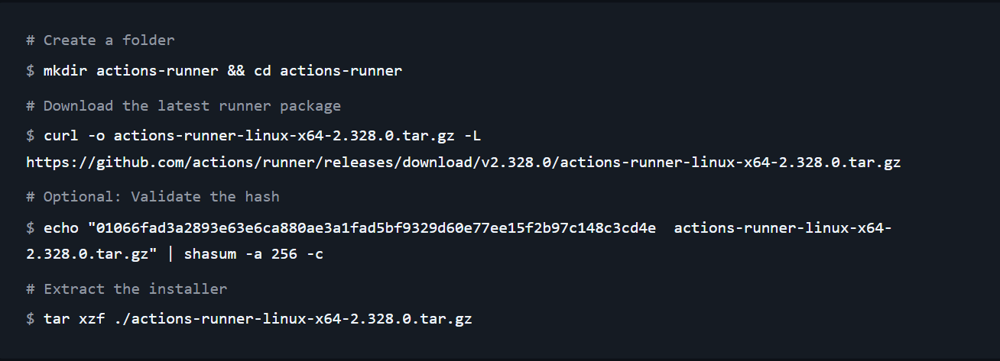 # Create a folder
$ mkdir actions-runner && cd actions-runner
# Download the latest runner package
$ curl -o actions-runner-linux-x64-2.328.0.tar.gz -L
https://github.com/actions/runner/releases/download/v2.328.0/actions-runner-linux-x64-2.328.0.tar.gz
# Optional: Validate the hash
$ echo "01066fad3a2893e63e6ca880ae3a1fad5bf9329d60e77ee15f2b97c148c3cd4e  actions-runner-linux-x64-
2.328.0.tar.gz" | shasum -a 256 -c
# Extract the installer
$ tar xzf ./actions-runner-linux-x64-2.328.0.tar.gz